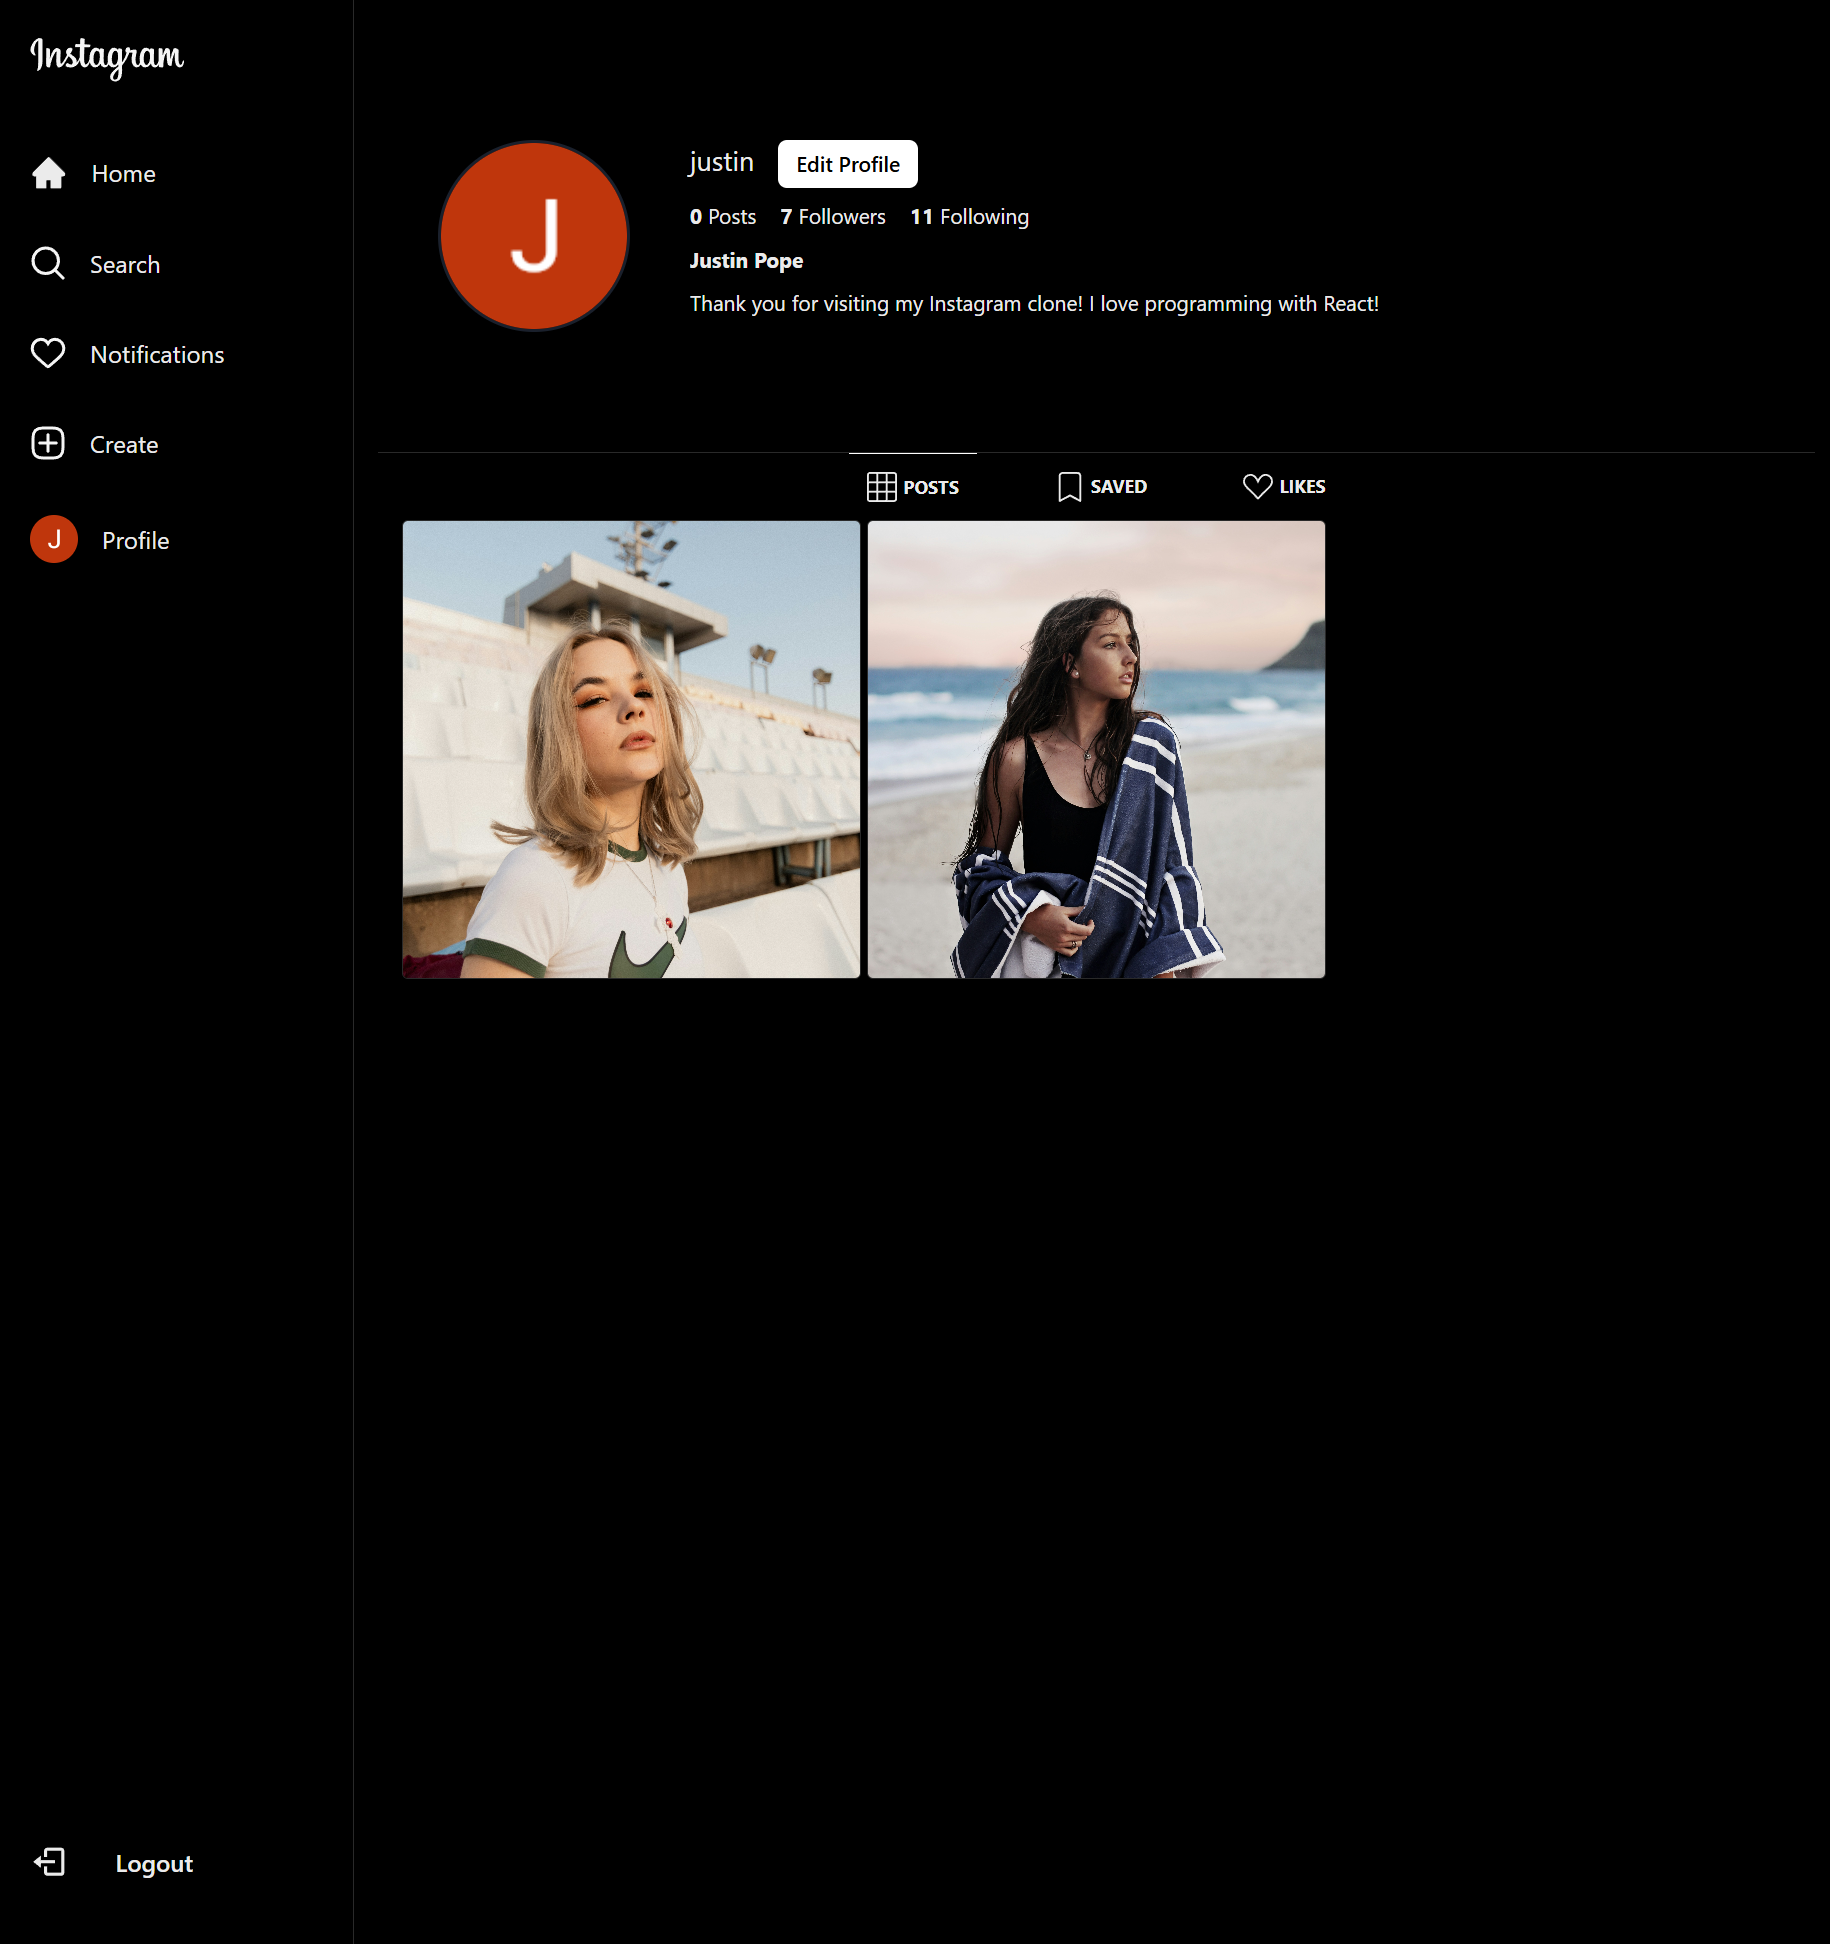 Instagram
Home
Search
Notifications
Create
J Profile
Logout
J
justin Edit Profile
0 Posts 7 Followers 11 Following
Justin Pope
Thank you for visiting my Instagram clone! I love programming with React!
POSTS SAVED LIKES